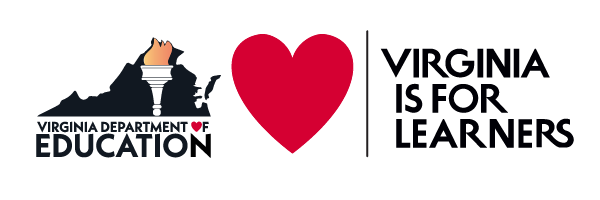 VIRGINIA DEPARTMENT OF
EDUCATION
VIRGINIA
IS FOR
LEARNERS